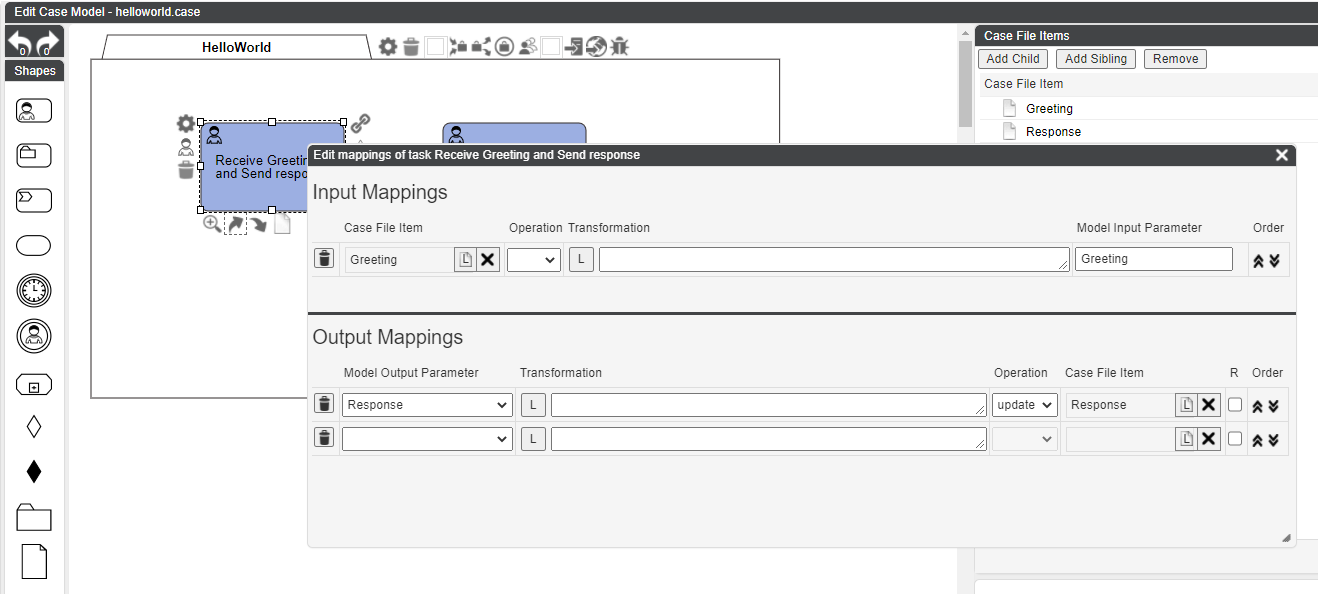 Edit Case Model - helloworld.case
0 0
Shapes
HelloWorld
Case File Items
Add Child Add Sibling Remove
Case File Item
Greeting
Response
Receive Greetin
and Send respo
Edit mappings of task Receive Greeting and Send response
Input Mappings
Case File Item Operation Transformation Model Input Parameter Order
Greeting L Greeting
Output Mappings
Model Output Parameter Transformation Operation Case File Item R Order
Response L update Response
L